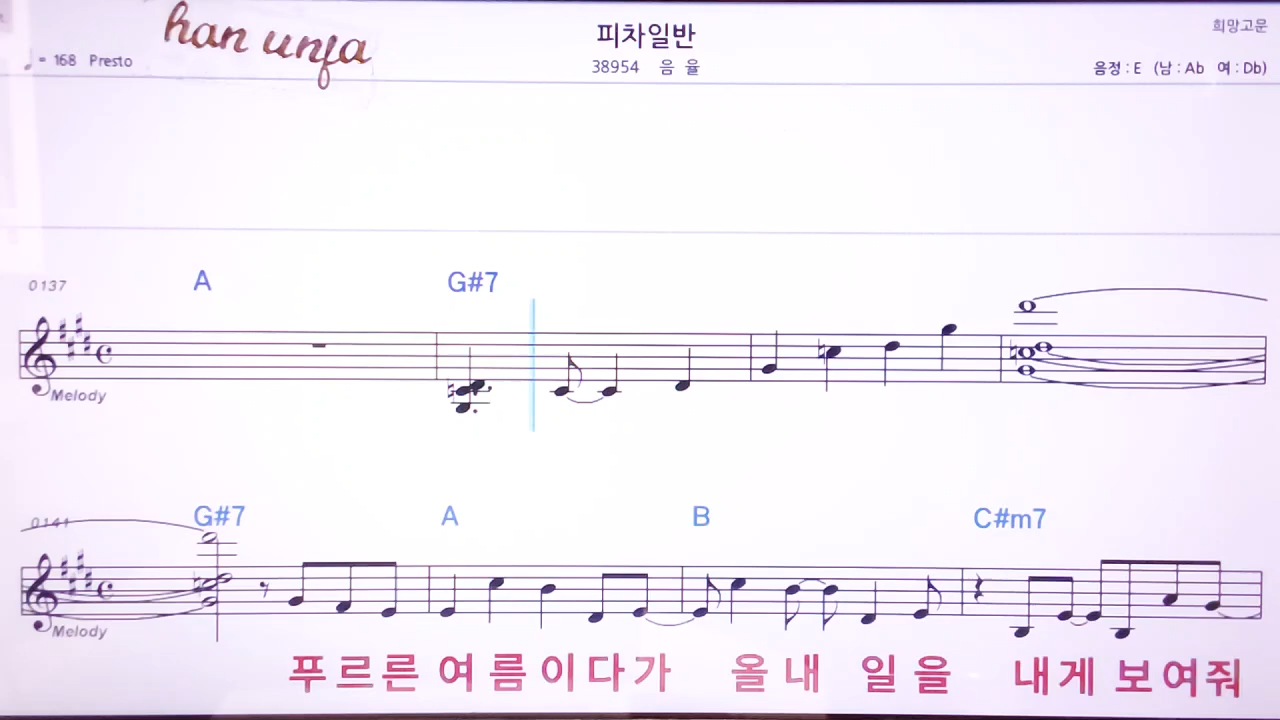 han unfa
피차일반
희망고문
♩= 168 Presto
38954 음 율
음정 : E (남 : Ab 여 : Db)
0137
A G#7
Melody
0141
G#7 A B C#m7
Melody
푸르른 여름이다가 올내 일을 내게 보여줘